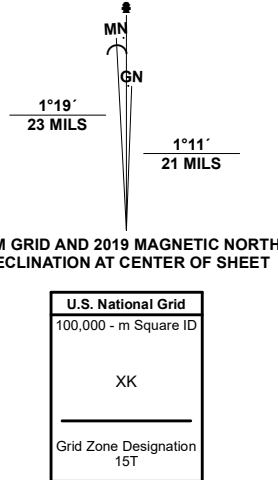 MN
GN
1°19´
23 MILS
1°11´
21 MILS
M GRID AND 2019 MAGNETIC NORTH
ECLINATION AT CENTER OF SHEET
U.S. National Grid
100,000 - m Square ID
XK
Grid Zone Designation
15T